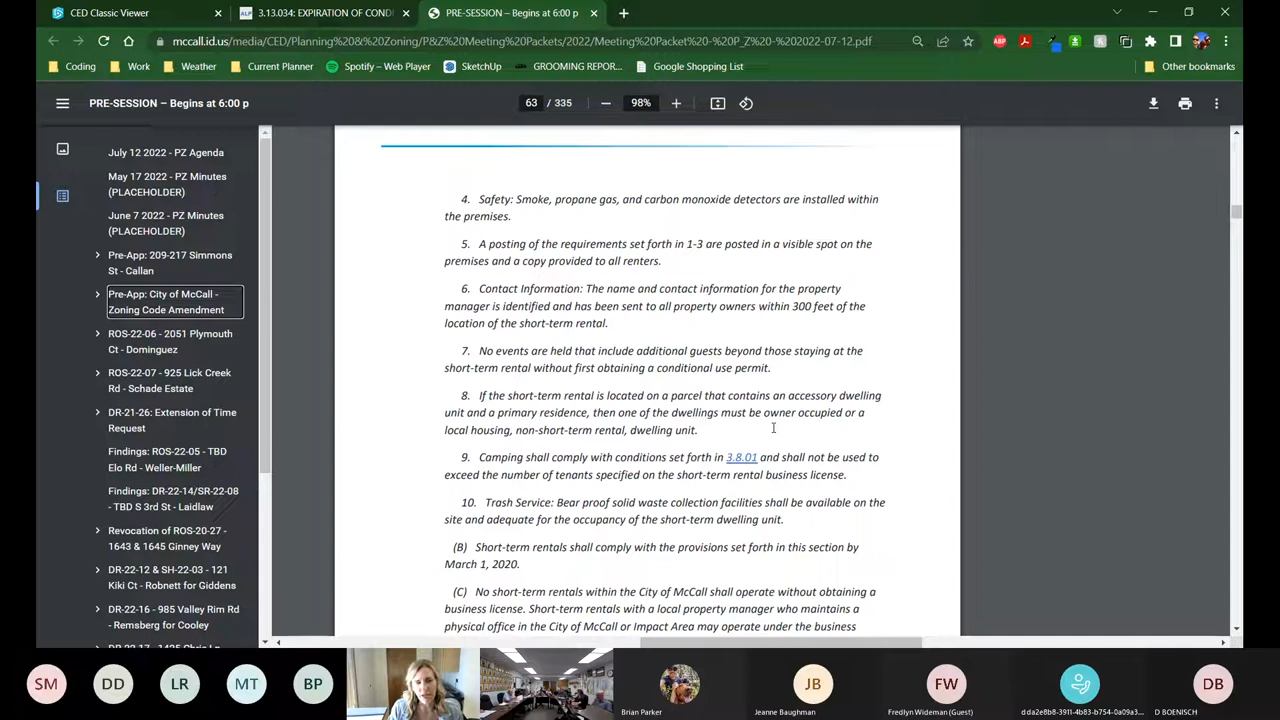 CED Classic Viewer
3.13.034: EXPIRATION OF COND
PRE-SESSION – Begins at 6:00 p
mccall.id.us/media/CED/Planning%20&%20Zoning/P&Z%20Meeting%20Packets/2022/Meeting%20Packet%20-%20P_Z%20-%202022-07-12.pdf
Coding
Work
Weather
Current Planner
Spotify – Web Player
SketchUp
GROOMING REPOR...
Google Shopping List
Other bookmarks
PRE-SESSION – Begins at 6:00 p
63 / 335
98%
July 12 2022 - PZ Agenda
May 17 2022 - PZ Minutes
(PLACEHOLDER)
June 7 2022 - PZ Minutes
(PLACEHOLDER)
Pre-App: 209-217 Simmons
St - Callan
Pre-App: City of McCall -
Zoning Code Amendment
ROS-22-06 - 2051 Plymouth
Ct - Dominguez
ROS-22-07 - 925 Lick Creek
Rd - Schade Estate
DR-21-26: Extension of Time
Request
Findings: ROS-22-05 - TBD
Elo Rd - Weller-Miller
Findings: DR-22-14/SR-22-08
- TBD S 3rd St - Laidlaw
Revocation of ROS-20-27 -
1643 & 1645 Ginney Way
DR-22-12 & SH-22-03 - 121
Kiki Ct - Robnett for Giddens
DR-22-16 - 985 Valley Rim Rd
- Remsberg for Cooley
4. Safety: Smoke, propane gas, and carbon monoxide detectors are installed within
the premises.
5. A posting of the requirements set forth in 1-3 are posted in a visible spot on the
premises and a copy provided to all renters.
6. Contact Information: The name and contact information for the property
manager is identified and has been sent to all property owners within 300 feet of the
location of the short-term rental.
7. No events are held that include additional guests beyond those staying at the
short-term rental without first obtaining a conditional use permit.
8. If the short-term rental is located on a parcel that contains an accessory dwelling
unit and a primary residence, then one of the dwellings must be owner occupied or a
local housing, non-short-term rental, dwelling unit.
9. Camping shall comply with conditions set forth in 3.8.01 and shall not be used to
exceed the number of tenants specified on the short-term rental business license.
10. Trash Service: Bear proof solid waste collection facilities shall be available on the
site and adequate for the occupancy of the short-term dwelling unit.
(B) Short-term rentals shall comply with the provisions set forth in this section by
March 1, 2020.
(C) No short-term rentals within the City of McCall shall operate without obtaining a
business license. Short-term rentals with a local property manager who maintains a
physical office in the City of McCall or Impact Area may operate under the business
SM
DD
LR
MT
BP
Brian Parker
JB
Jeanne Baughman
FW
Fredlyn Wideman (Guest)
DB
D BOENISCH